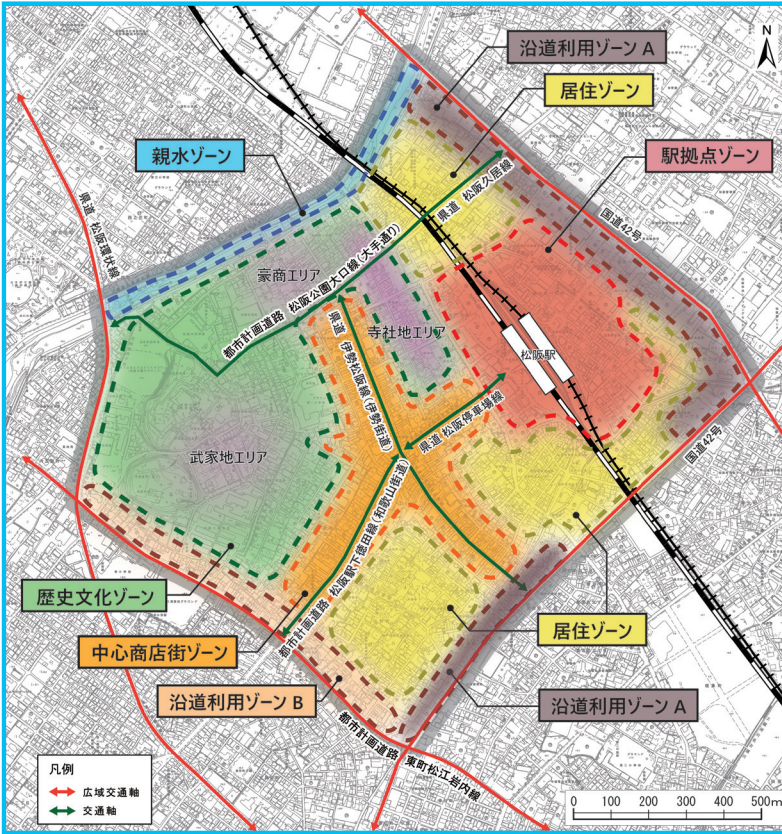 N
沿道利用ゾーン A
居住ゾーン
親水ゾーン
駅拠点ゾーン
県道 松阪環状線
県道 松阪久居線
国道42号
豪商エリア
都市計画道路 松阪公園大口線(大手通り)
寺社地エリア
松阪駅
県道 伊勢松阪線(伊勢街道)
県道 松阪停車場線
武家地エリア
国道42号
都市計画道路 松阪駅下徳田線(和歌山街道)
歴史文化ゾーン
中心商店街ゾーン
居住ゾーン
沿道利用ゾーン B
沿道利用ゾーン A
都市計画道路 東町松江岩内線
凡例
広域交通軸
交通軸
0 100 200 300 400 500m